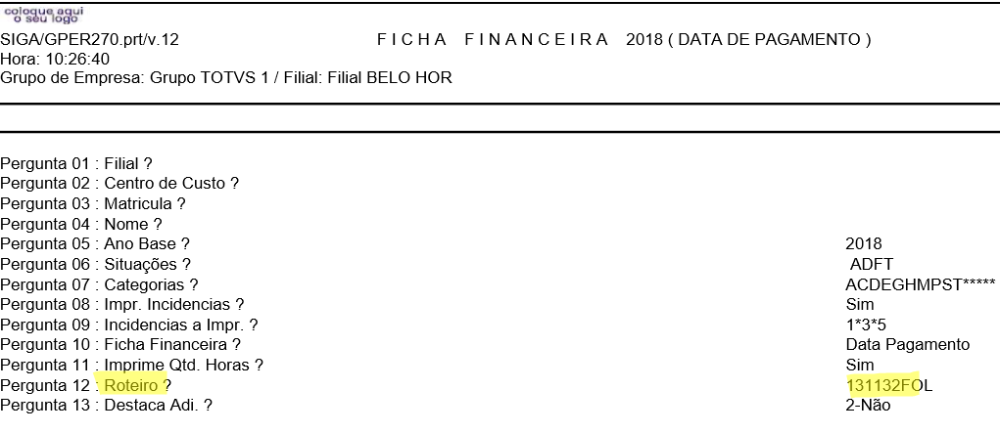 coloque aqui
o seu logo
SIGA/GPER270.prt/v.12 F I C H A F I N A N C E I R A 2018 ( DATA DE PAGAMENTO )
Hora: 10:26:40
Grupo de Empresa: Grupo TOTVS 1 / Filial: Filial BELO HOR
Pergunta 01 : Filial ?
Pergunta 02 : Centro de Custo ?
Pergunta 03 : Matricula ?
Pergunta 04 : Nome ?
Pergunta 05 : Ano Base ? 2018
Pergunta 06 : Situações ? ADFT
Pergunta 07 : Categorias ? ACDEGHMPST*****
Pergunta 08 : Impr. Incidencias ? Sim
Pergunta 09 : Incidencias a Impr. ? 1*3*5
Pergunta 10 : Ficha Financeira ? Data Pagamento
Pergunta 11 : Imprime Qtd. Horas ? Sim
Pergunta 12 : Roteiro ? 131132FOL
Pergunta 13 : Destaca Adi. ? 2-Não